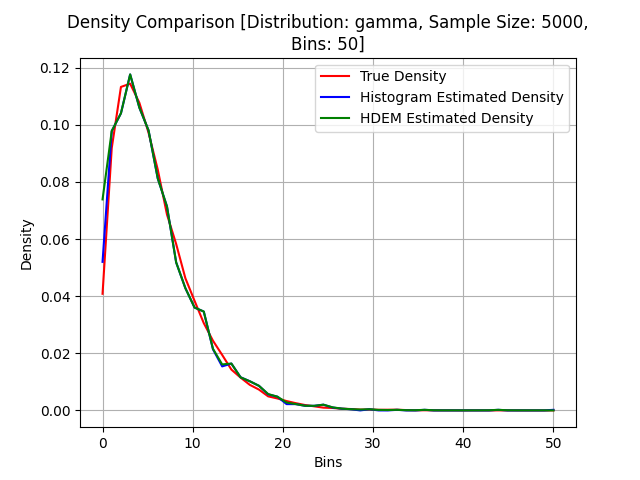 Density Comparison [Distribution: gamma, Sample Size: 5000,
Bins: 50]
True Density
Histogram Estimated Density
HDEM Estimated Density
0.12
0.10
0.08
0.06
0.04
0.02
0.00
Density
0 10 20 30 40 50
Bins